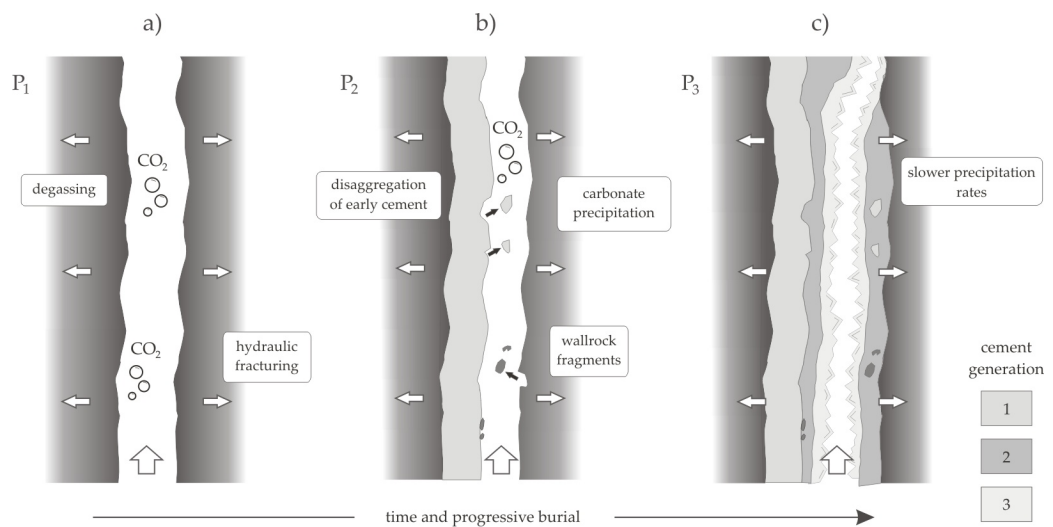 a)
b)
c)
P1
P2
P3
CO2
CO2
CO2
degassing
hydraulic
fracturing
disaggregation
of early cement
carbonate
precipitation
wallrock
fragments
slower precipitation
rates
cement
generation
1
2
3
time and progressive burial